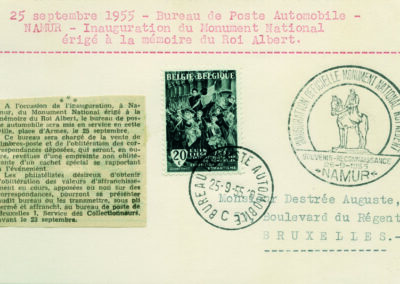 25 septembre 1955 - Bureau de Poste Automobile -
NAMUR - Inauguration du Monument National
érigé à la mémoire du Roi Albert.
A l'occasion de l'inauguration, à Na-
mur, du Monument National érigé à la
mémoire du Roi Albert, le bureau de pos-
te automobile sera mis en service en cette
ville, place d'Armes, le 25 septembre.
Ce bureau sera chargé de la vente de
timbres-poste et de l'oblitération des cor-
respondances déposées, qui seront, en ou-
tre, revêtues d'une empreinte non oblité-
rante d'un cachet spécial se rapportant
à l'événement.
Les philatélistes désireux d'obtenir
l'oblitération des valeurs d'affranchisse-
ment en cours, apposées ou non sur des
correspondances, pourront se présenter
audit bureau ou les transmettre, sous pli
fermé et affranchi, au bureau de poste de
Bruxelles 1, Service des Collectionneurs,
avant le 23 septembre.
BELGIE-BELGIQUE
20
BUREAU DE POSTE AUTOMOBILE
25-9-55
C
INAUGURATION OFFICIELLE MONUMENT NATIONAL ROI ALBERT
SOUVENIR-RECONNAISSANCE
NAMUR
Monsieur Destrée Auguste,
Boulevard du Régent
BRUXELLES.-